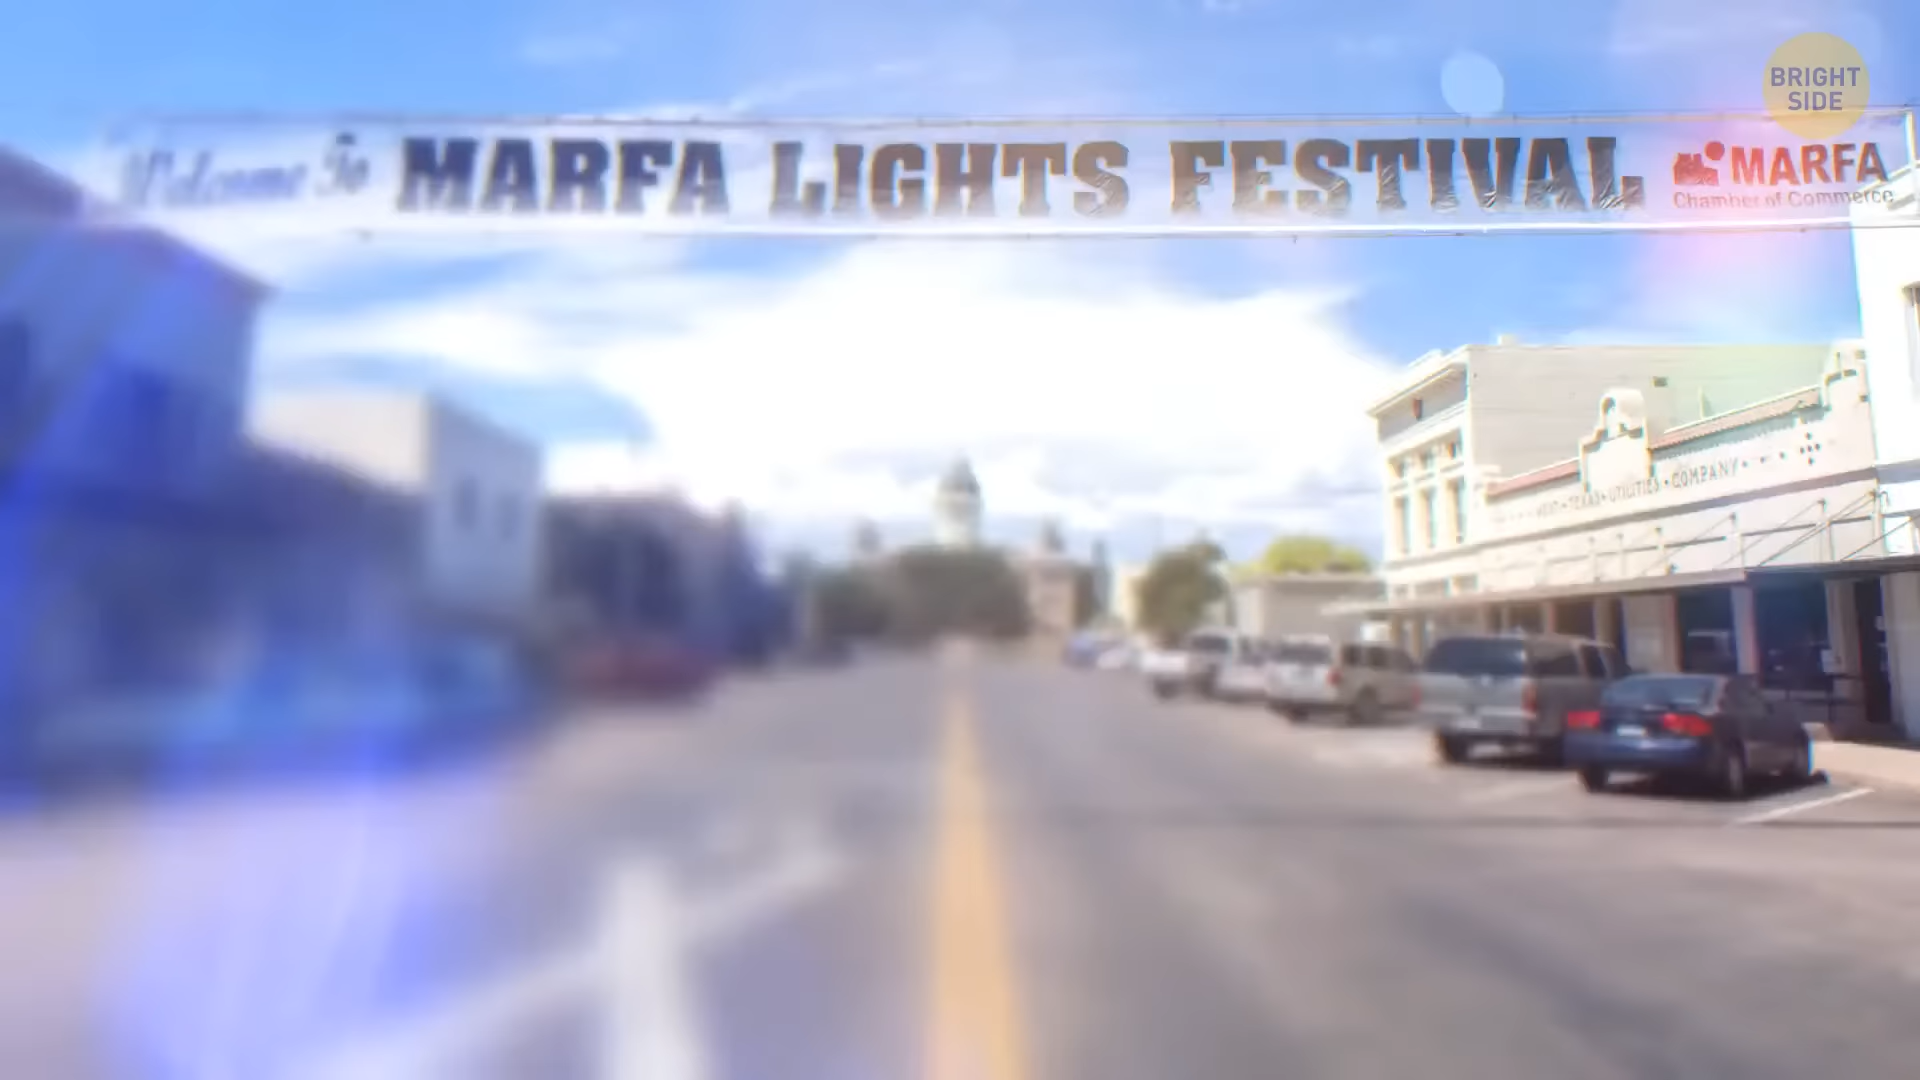 BRIGHT
SIDE
Welcome To MARFA LIGHTS FESTIVAL
MARFA
Chamber of Commerce
WEST•TEXAS•UTILITIES•COMPANY